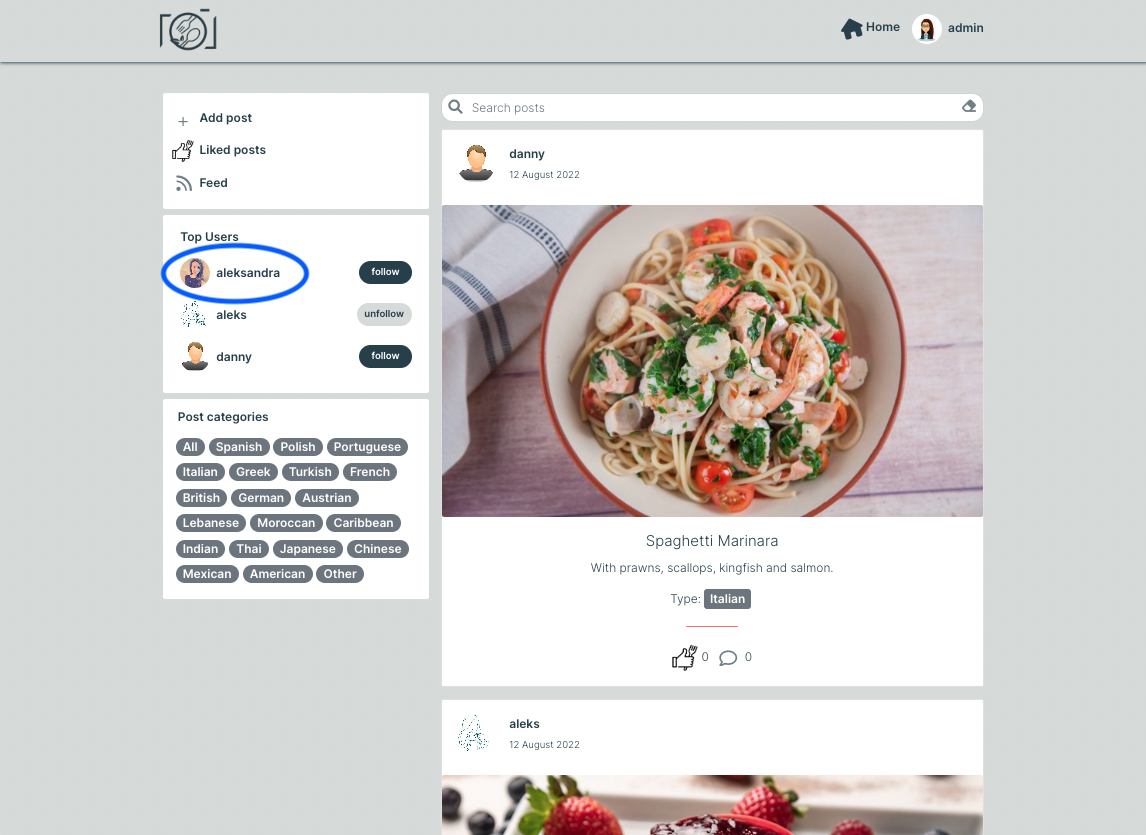 Home
admin
Add post
Liked posts
Feed
Top Users
aleksandra
follow
aleks
unfollow
danny
follow
Post categories
All Spanish Polish Portuguese
Italian Greek Turkish French
British German Austrian
Lebanese Moroccan Caribbean
Indian Thai Japanese Chinese
Mexican American Other
Search posts
danny
12 August 2022
Spaghetti Marinara
With prawns, scallops, kingfish and salmon.
Type: Italian
0 0
aleks
12 August 2022